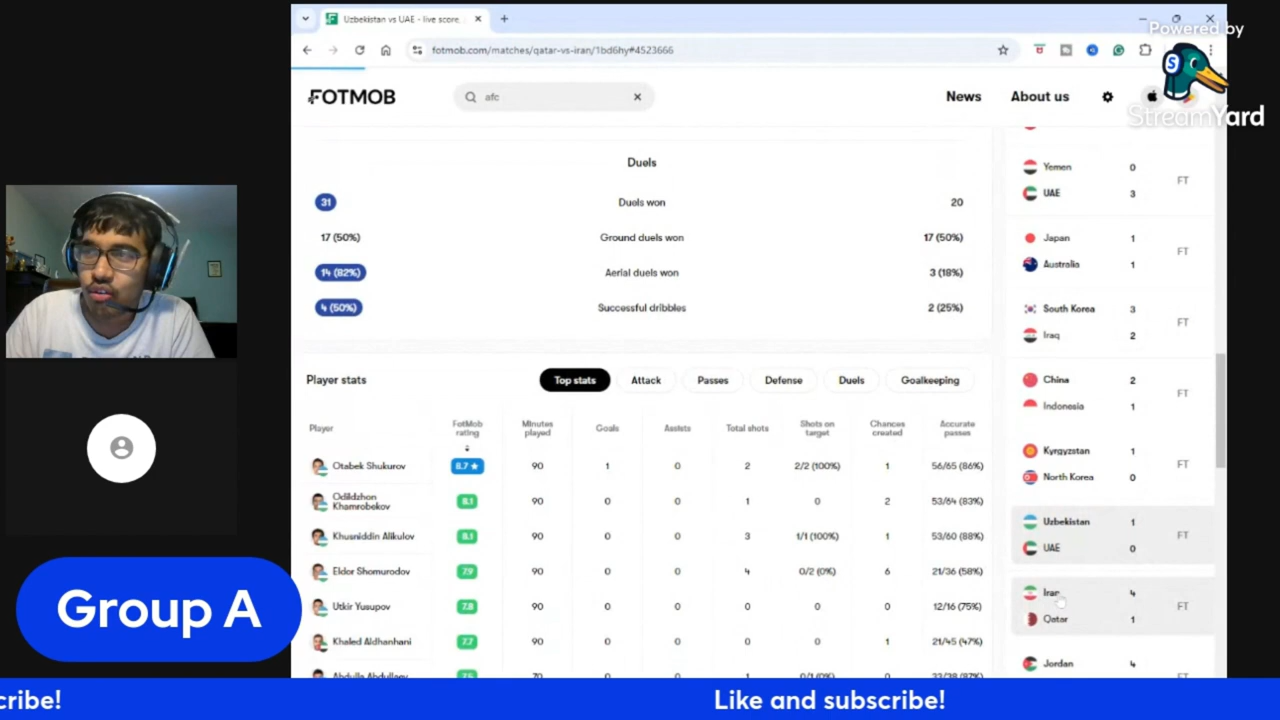 Uzbekistan vs UAE - live score,
fotmob.com/matches/qatar-vs-iran/1bd6hy#4523666
Powered by
StreamYard
FOTMOB
afc
News
About us
Duels
31 Duels won 20
17 (50%) Ground duels won 17 (50%)
14 (82%) Aerial duels won 3 (18%)
4 (50%) Successful dribbles 2 (25%)
Player stats
Top stats Attack Passes Defense Duels Goalkeeping
Player FotMob rating Minutes played Goals Assists Total shots Shots on target Chances created Accurate passes
Otabek Shukurov 8.7 90 1 0 2 2/2 (100%) 1 56/65 (86%)
Odildzhon Khamrobekov 8.1 90 0 0 1 0 2 53/64 (83%)
Khusniddin Alikulov 8.1 90 0 0 3 1/1 (100%) 1 53/60 (88%)
Eldor Shomurodov 7.9 90 0 0 4 0/2 (0%) 6 21/36 (58%)
Utkir Yusupov 7.8 90 0 0 0 0 0 12/16 (75%)
Khaled Aldhanhani 7.7 90 0 0 0 0 1 21/45 (47%)
Yemen 0
UAE 3
FT
Japan 1
Australia 1
FT
South Korea 3
Iraq 2
FT
China 2
Indonesia 1
FT
Kyrgyzstan 1
North Korea 0
FT
Uzbekistan 1
UAE 0
FT
Iran 4
Qatar 1
FT
Jordan 4
Group A
cribe!
Like and subscribe!